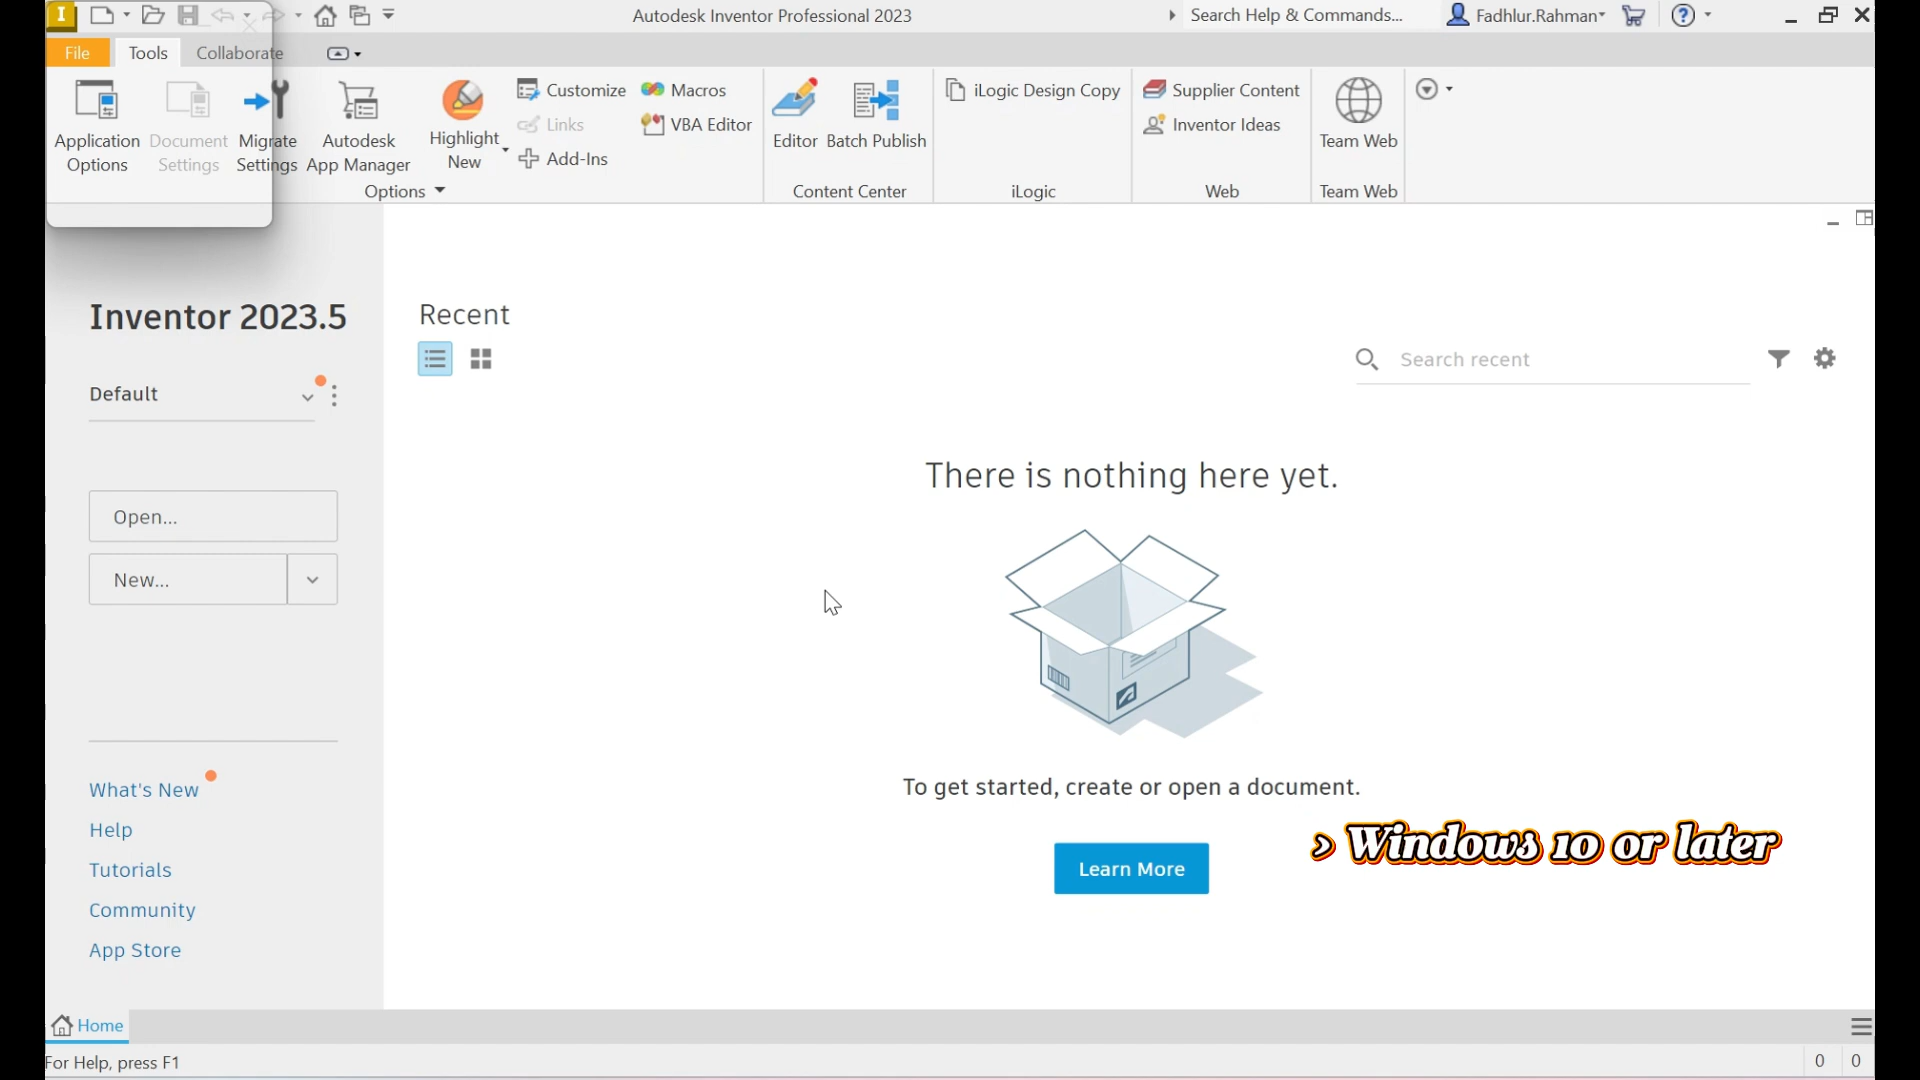 Autodesk Inventor Professional 2023
Search Help & Commands...
Fadhlur.Rahman
File
Tools
Collaborate
Application Options
Document Settings
Migrate Settings
Autodesk App Manager
Highlight New
Customize
Links
Add-Ins
Macros
VBA Editor
Options
Editor
Batch Publish
Content Center
iLogic Design Copy
iLogic
Supplier Content
Inventor Ideas
Web
Team Web
Team Web
Inventor 2023.5
Default
Open...
New...
What's New
Help
Tutorials
Community
App Store
Recent
Search recent
There is nothing here yet.
To get started, create or open a document.
Learn More
> Windows 10 or later
Home
For Help, press F1
0 0